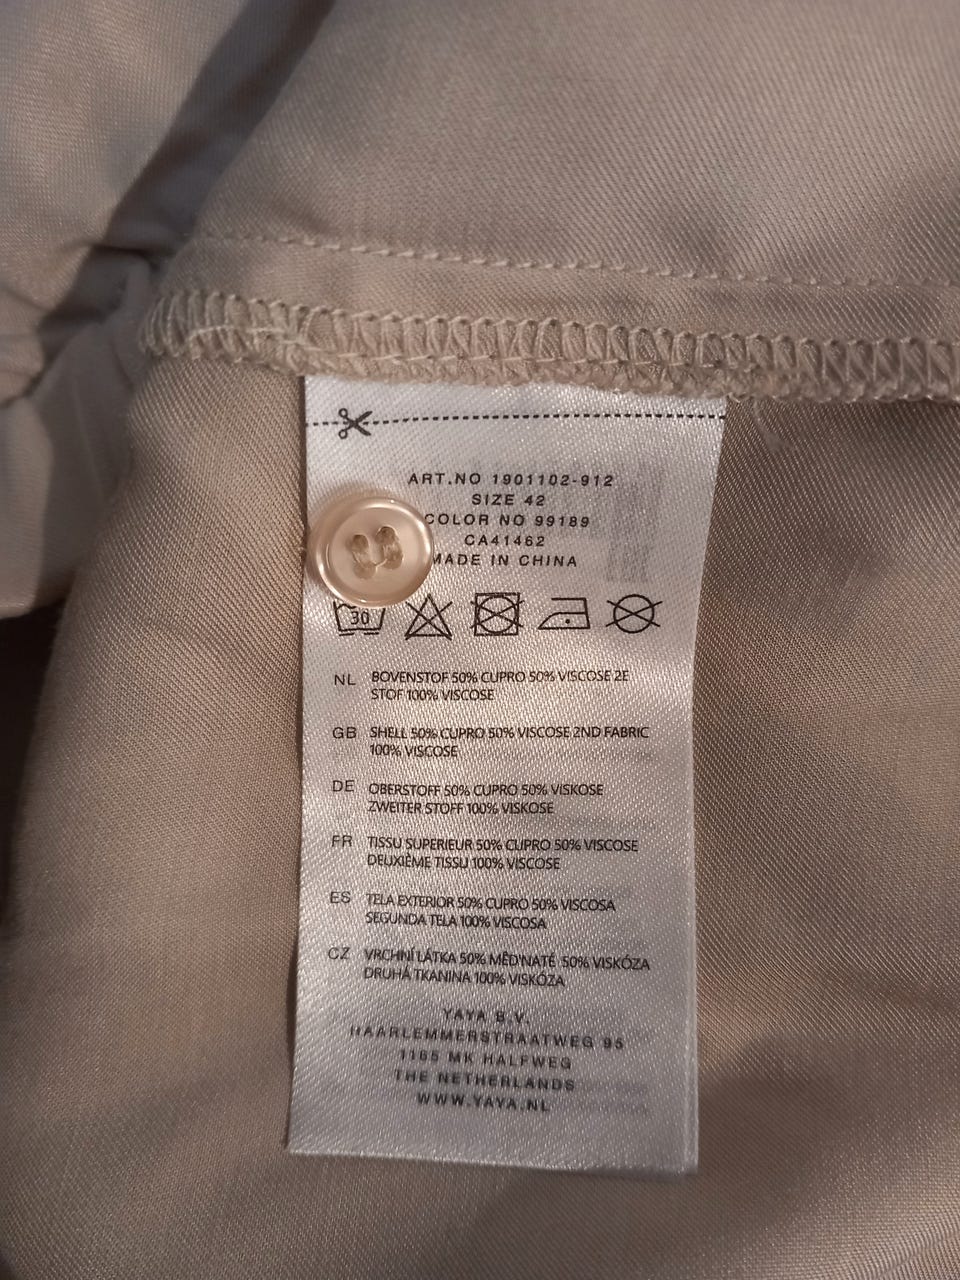 ART.NO 1901102-912
SIZE 42
COLOR NO 99189
CA41462
MADE IN CHINA
30
NL BOVENSTOF 50% CUPRO 50% VISCOSE 2E
STOF 100% VISCOSE
GB SHELL 50% CUPRO 50% VISCOSE 2ND FABRIC
100% VISCOSE
DE OBERSTOFF 50% CUPRO 50% VISKOSE
ZWEITER STOFF 100% VISKOSE
FR TISSU SUPERIEUR 50% CUPRO 50% VISCOSE
DEUXIÈME TISSU 100% VISCOSE
ES TELA EXTERIOR 50% CUPRO 50% VISCOSA
SEGUNDA TELA 100% VISCOSA
CZ VRCHNÍ LÁTKA 50% MĚĎNATÉ 50% VISKÓZA
DRUHÁ TKANINA 100% VISKÓZA
YAYA B.V.
HAARLEMMERSTRAATWEG 95
1165 MK HALFWEG
THE NETHERLANDS
WWW.YAYA.NL